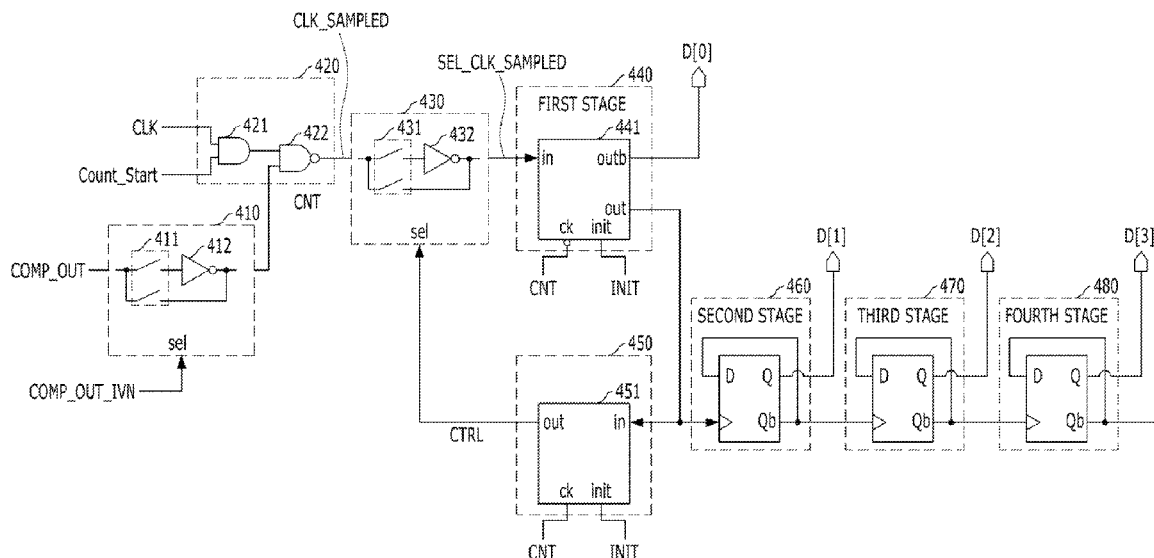 CLK_SAMPLED
SEL_CLK_SAMPLED
D[0]
420
440
430
FIRST STAGE
CLK
421
422
431
432
441
in
outb
Count_Start
out
CNT
410
ck
init
D[1]
D[2]
D[3]
411
412
sel
COMP_OUT
CNT
INIT
460
470
480
SECOND STAGE
THIRD STAGE
FOURTH STAGE
sel
450
D
Q
D
Q
D
Q
COMP_OUT_IVN
451
out
in
Qb
Qb
Qb
CTRL
ck
init
CNT
INIT